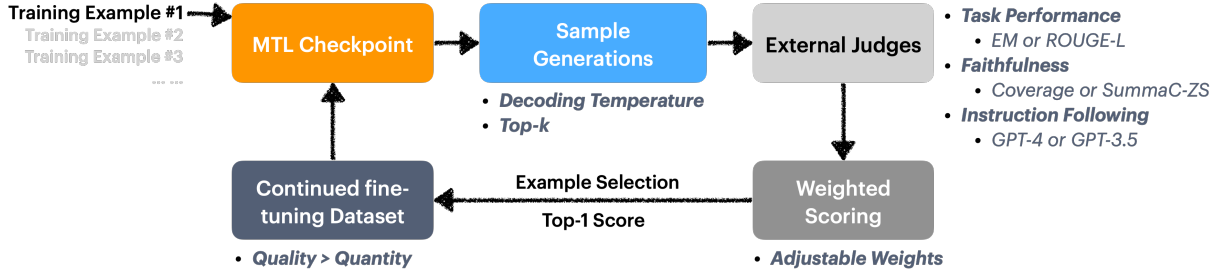 Training Example #1
Training Example #2
Training Example #3
... ...
MTL Checkpoint
Sample
Generations
• Decoding Temperature
• Top-k
External Judges
• Task Performance
• EM or ROUGE-L
• Faithfulness
• Coverage or SummaC-ZS
• Instruction Following
• GPT-4 or GPT-3.5
Weighted
Scoring
• Adjustable Weights
Example Selection
Top-1 Score
Continued fine-
tuning Dataset
• Quality > Quantity